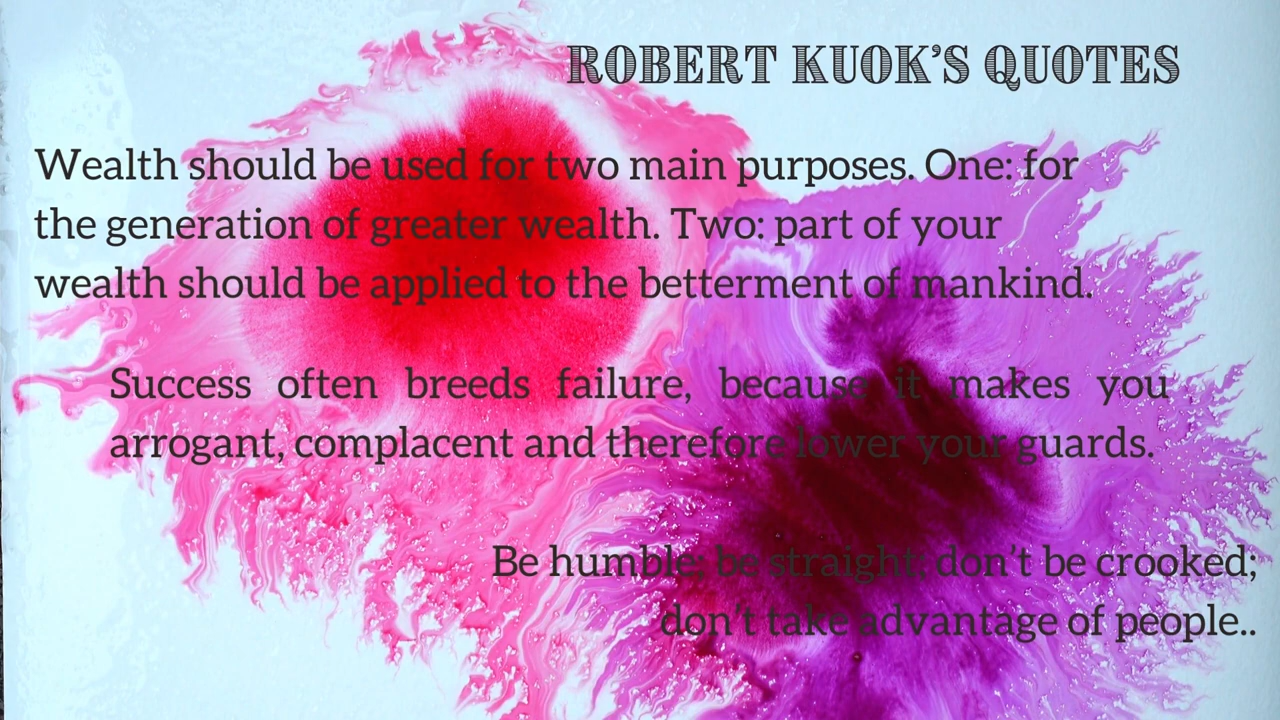 ROBERT KUOK'S QUOTES
Wealth should be used for two main purposes. One: for
the generation of greater wealth. Two: part of your
wealth should be applied to the betterment of mankind.
Success often breeds failure, because it makes you
arrogant, complacent and therefore lower your guards.
Be humble; be straight; don't be crooked;
don't take advantage of people..